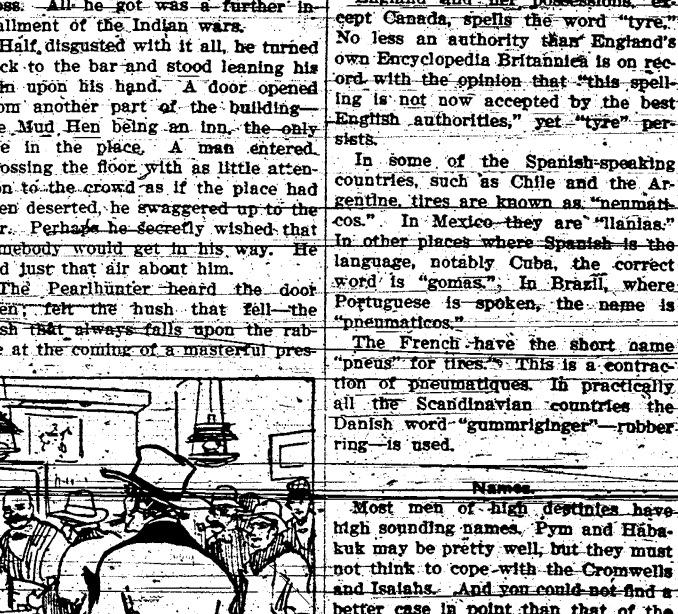 oss. All he got was a further in-
allment of the Indian wars.
Half disgusted with it all, he turned
ck to the bar and stood leaning his
in upon his hand. A door opened
om another part of the building—
e Mud Hen being an inn, the only
e in the place. A man entered
ossing the floor with as little atten-
on to the crowd as if the place had
en deserted, he swaggered up to the
r. Perhaps he secretly wished that
mebody would get in his way. He
d just that air about him.
The Pearlhunter heard the door
en; felt the hush that fell—the
sh that always falls upon the rab-
e at the coming of a masterful pres-
England and her possessions, ex-
cept Canada, spells the word "tyre."
No less an authority than England's
own Encyclopedia Britannica is on rec-
ord with the opinion that "this spell-
ing is not now accepted by the best
English authorities," yet "tyre" per-
sists.
In some of the Spanish-speaking
countries, such as Chile and the Ar-
gentine, tires are known as "neumati-
cos." In Mexico they are "llanias."
In other places where Spanish is the
language, notably Cuba, the correct
word is "gomas." In Brazil, where
Portuguese is spoken, the name is
"pneumaticos."
The French have the short name
"pneus" for tires." This is a contrac-
tion of pneumatiques. In practically
all the Scandinavian countries the
Danish word "gummriginger"—rubber
ring—is used.
Names.
Most men of high destinies have
high sounding names. Pym and Haba-
kuk may be pretty well, but they must
not think to cope with the Cromwells
and Isaiahs. And you could not find a
better case in point than that of the